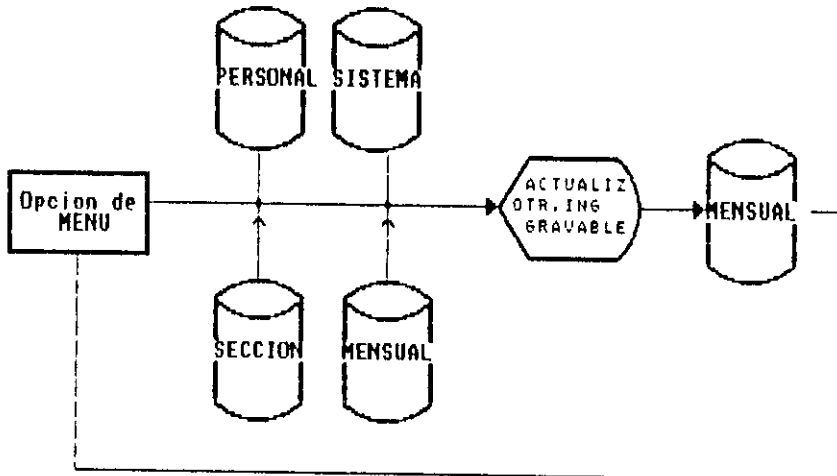 PERSONAL
SISTEMA
Opcion de
MENU
ACTUALIZ
OTR.ING
GRAVABLE
MENSUAL
SECCION
MENSUAL